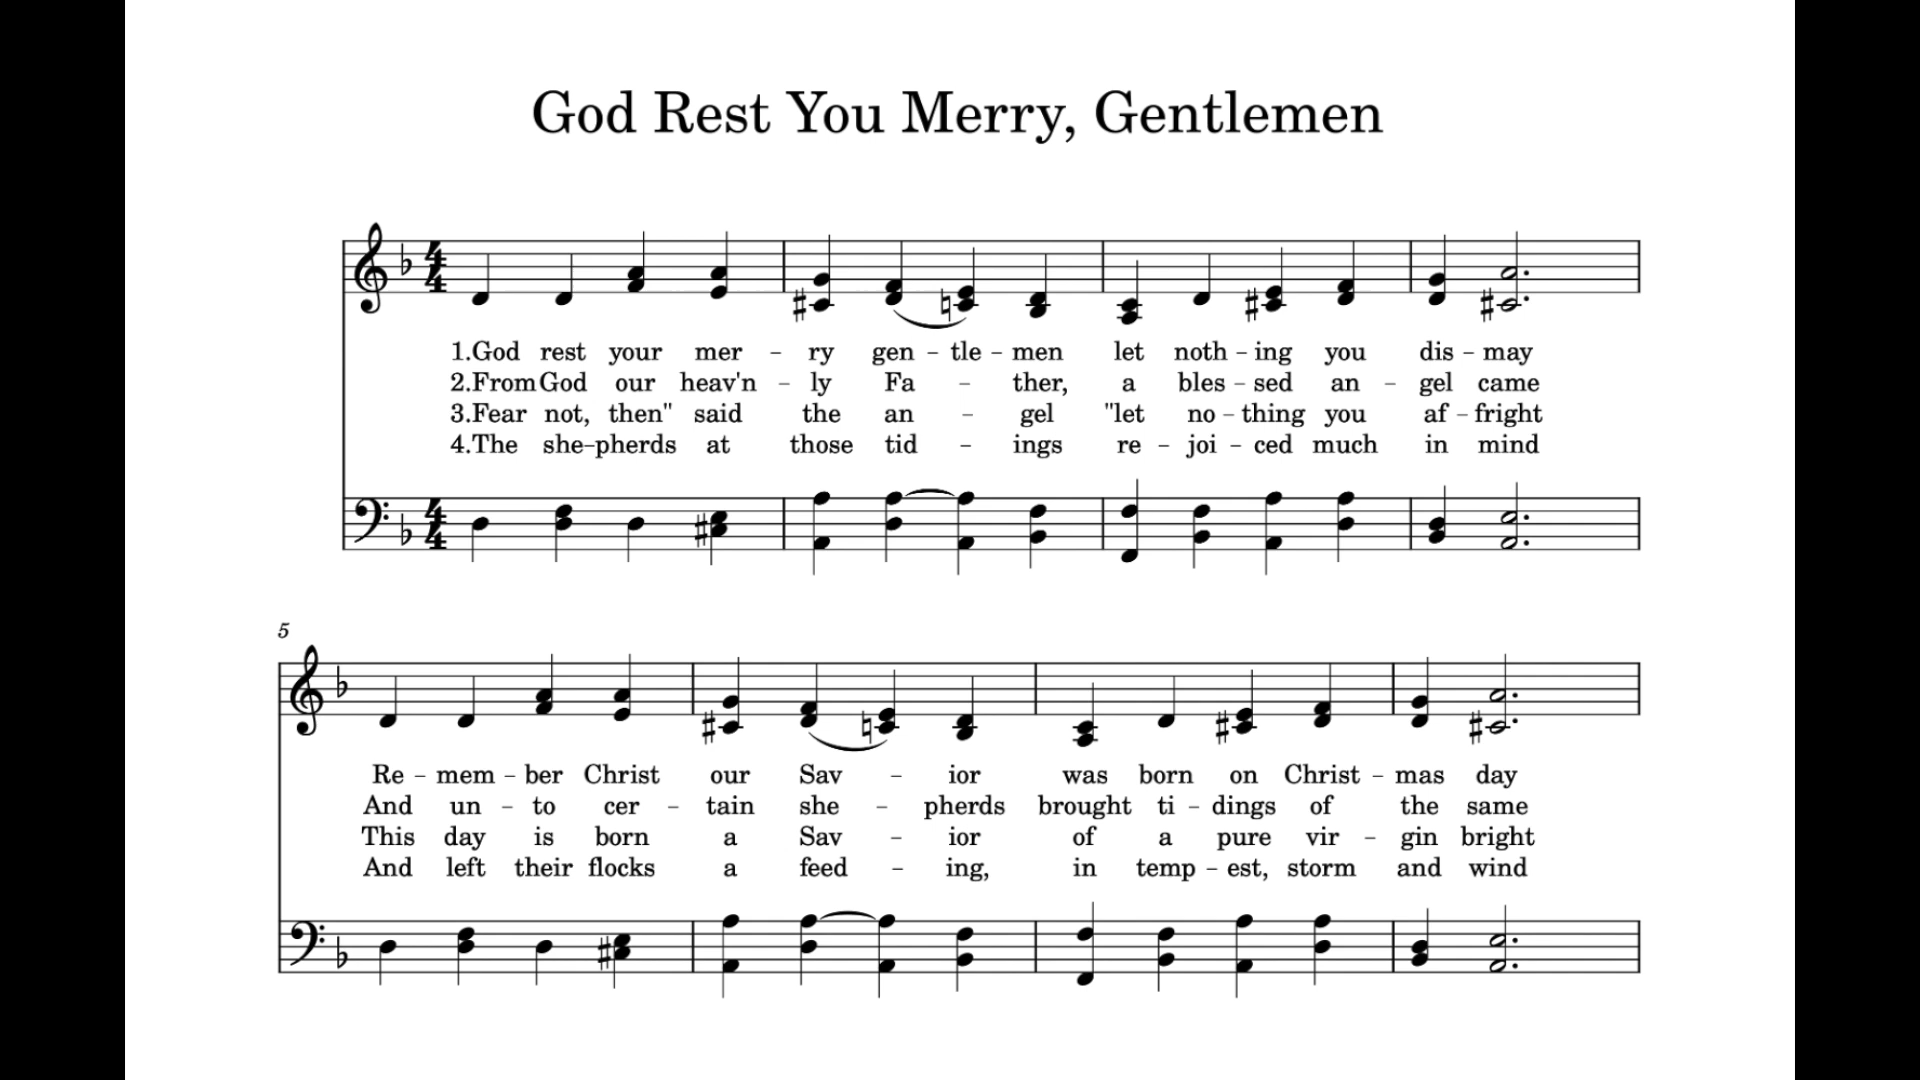 God Rest You Merry, Gentlemen
1.God rest your mer - ry gen - tle - men let noth - ing you dis - may
2.From God our heav'n - ly Fa - ther, a bles - sed an - gel came
3.Fear not, then" said the an - gel "let no - thing you af - fright
4.The she-pherds at those tid - ings re - joi - ced much in mind
5
Re - mem - ber Christ our Sav - ior was born on Christ - mas day
And un - to cer - tain she - pherds brought ti - dings of the same
This day is born a Sav - ior of a pure vir - gin bright
And left their flocks a feed - ing, in temp - est, storm and wind